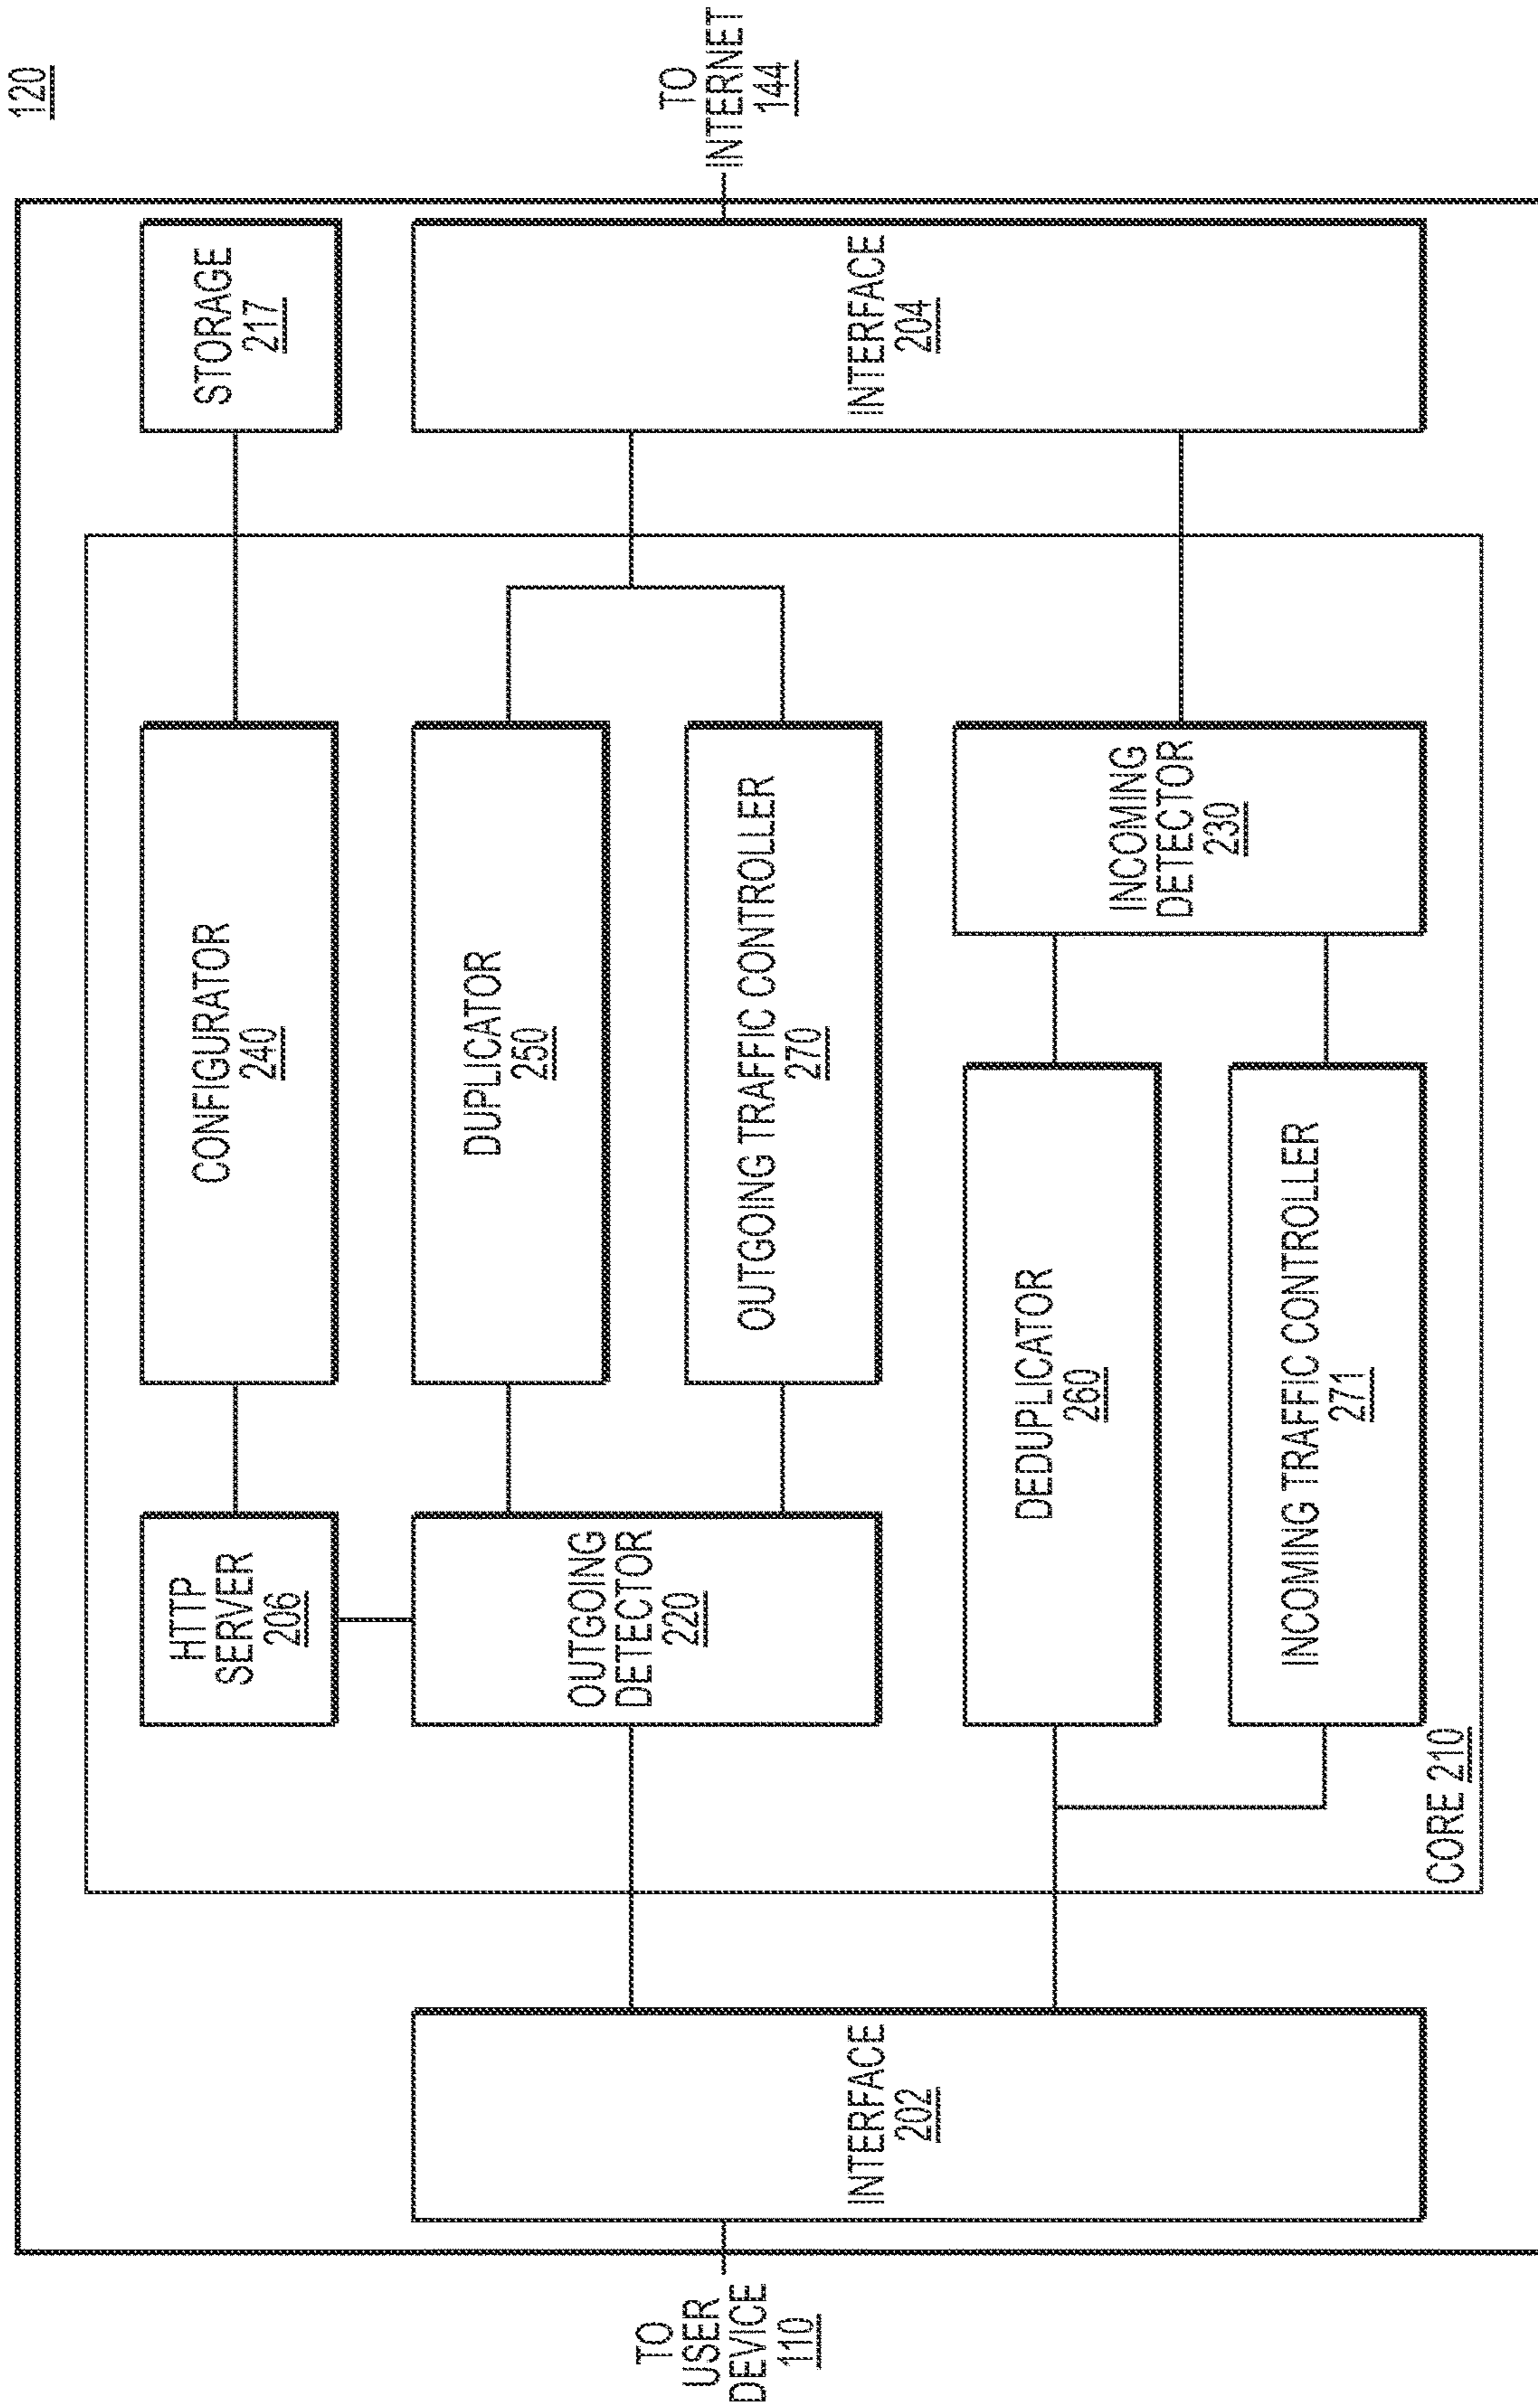 120
STORAGE
217
TO
INTERNET
144
INTERFACE
204
CONFIGURATOR
240
DUPLICATOR
250
OUTGOING TRAFFIC CONTROLLER
270
INCOMING
DETECTOR
230
HTTP
SERVER
206
OUTGOING
DETECTOR
220
DEDUPLICATOR
260
INCOMING TRAFFIC CONTROLLER
271
CORE 210
INTERFACE
202
TO
USER
DEVICE
110